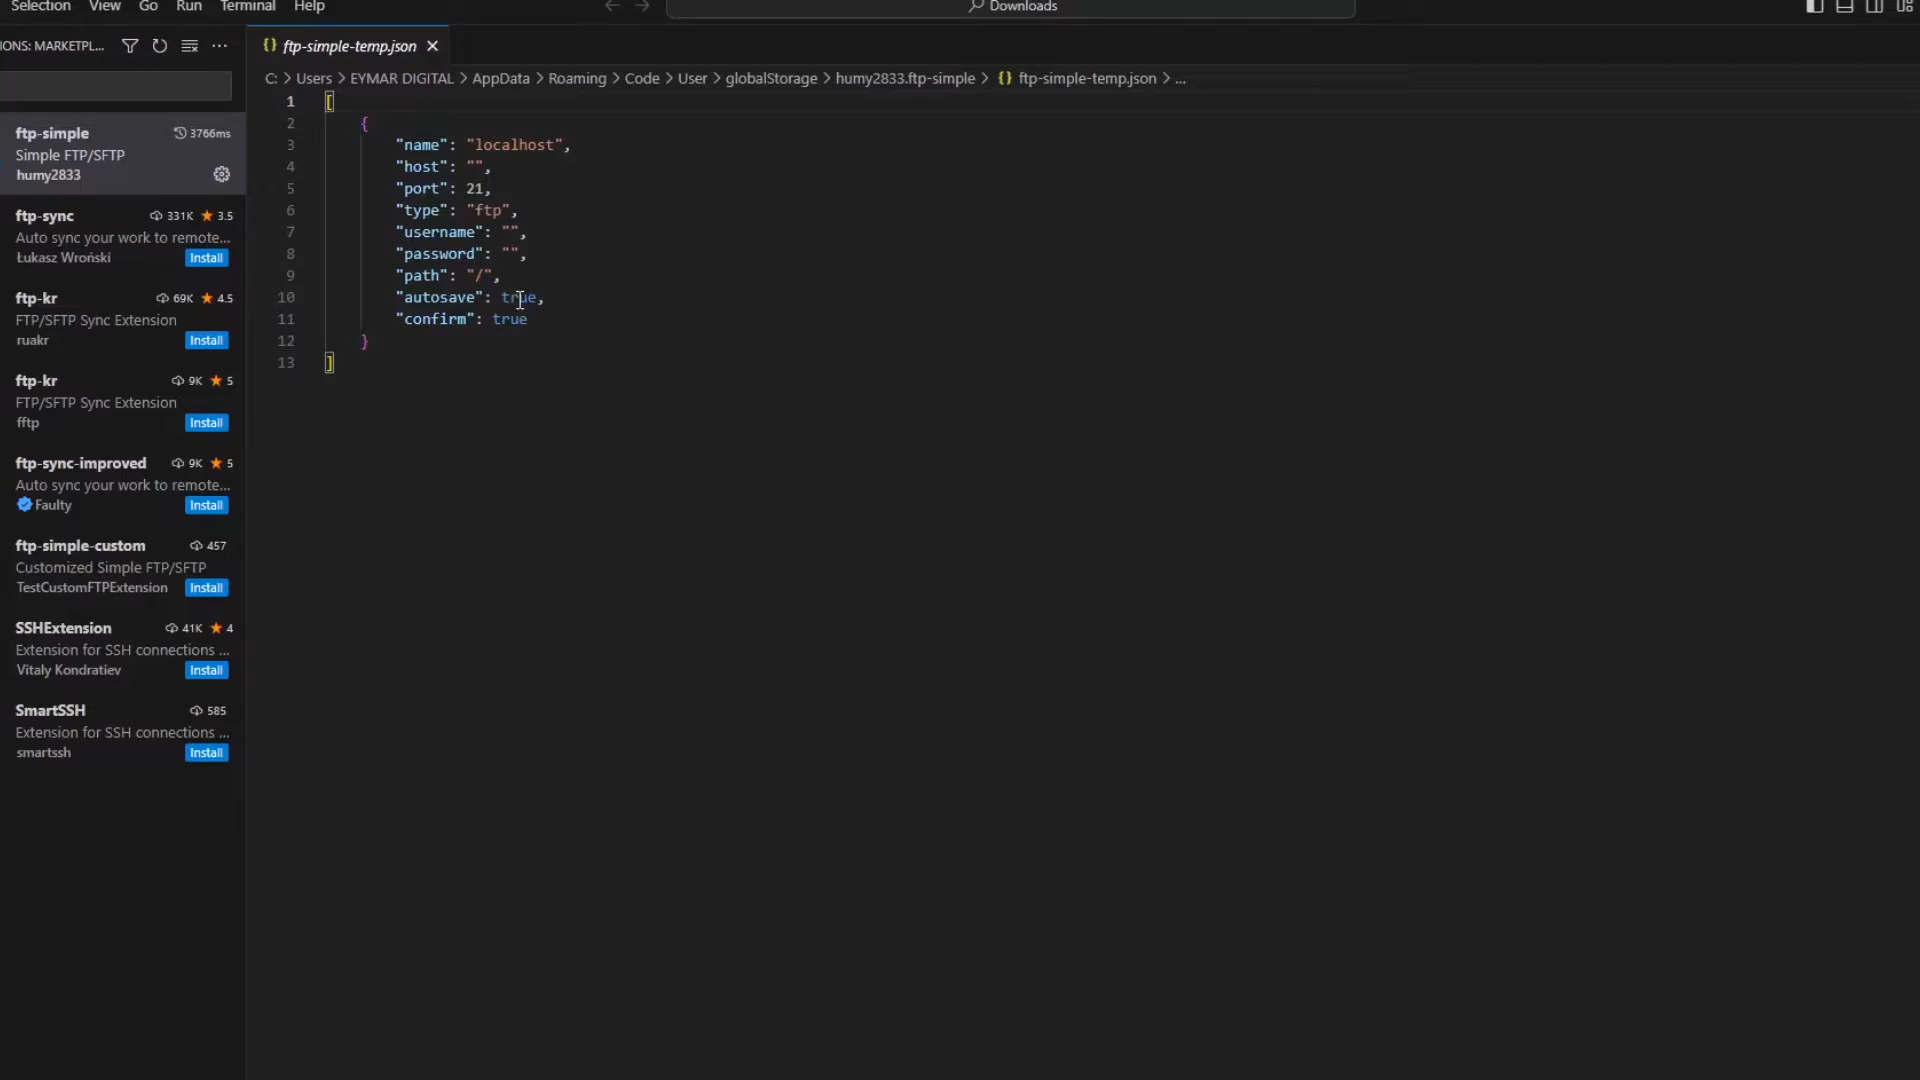 Selection View Go Run Terminal Help
Downloads
IONS: MARKETPL...
ftp-simple 3766ms
Simple FTP/SFTP
humy2833
ftp-sync 331K 3.5
Auto sync your work to remote...
Łukasz Wroński Install
ftp-kr 69K 4.5
FTP/SFTP Sync Extension
ruakr Install
ftp-kr 9K 5
FTP/SFTP Sync Extension
fftp Install
ftp-sync-improved 9K 5
Auto sync your work to remote...
Faulty Install
ftp-simple-custom 457
Customized Simple FTP/SFTP
TestCustomFTPExtension Install
SSHExtension 41K 4
Extension for SSH connections ...
Vitaly Kondratiev Install
SmartSSH 585
Extension for SSH connections ...
smartssh Install
{} ftp-simple-temp.json
C: > Users > EYMAR DIGITAL > AppData > Roaming > Code > User > globalStorage > humy2833.ftp-simple > {} ftp-simple-temp.json > ...
1 [
2 {
3 "name": "localhost",
4 "host": "",
5 "port": 21,
6 "type": "ftp",
7 "username": "",
8 "password": "",
9 "path": "/",
10 "autosave": true,
11 "confirm": true
12 }
13 ]